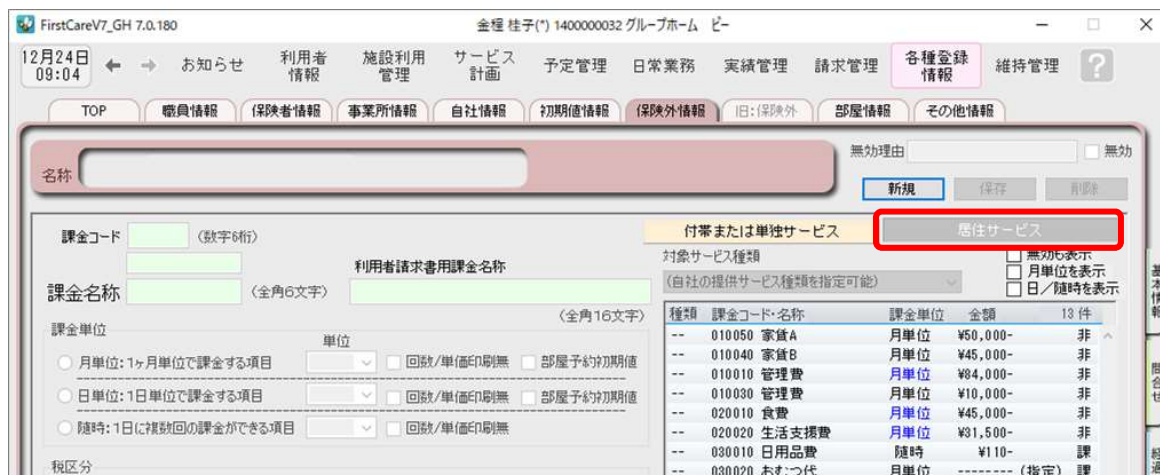 FirstCareV7_GH 7.0.180 金程 桂子(*) 1400000032 グループホーム ビー
12月24日 09:04 お知らせ 利用者情報 施設利用管理 サービス計画 予定管理 日常業務 実績管理 請求管理 各種登録情報 維持管理 ?
TOP 職員情報 保険者情報 事業所情報 自社情報 初期値情報 保険外情報 旧:保険外 部屋情報 その他情報
無効理由 無効
名称
新規 保存 削除
付帯または単独サービス 居住サービス
課金コード (数字6桁)
対象サービス種類 無効も表示
月単位を表示
利用者請求書用課金名称
(自社の提供サービス種類を指定可能) 日/随時を表示
課金名称 (全角6文字)
(全角16文字)
種類 課金コード・名称 課金単位 金額 13 件
課金単位
単位
-- 010050 家賃A 月単位 ¥50,000- 非
-- 010040 家賃B 月単位 ¥45,000- 非
月単位:1ヶ月単位で課金する項目 回数/単価印刷無 部屋予約初期値
-- 010010 管理費 月単位 ¥84,000- 非
-- 010030 管理費 月単位 ¥10,000- 非
日単位:1日単位で課金する項目 回数/単価印刷無 部屋予約初期値
-- 020010 食費 月単位 ¥45,000- 非
-- 020020 生活支援費 月単位 ¥31,500- 非
随時:1日に複数回の課金ができる項目 回数/単価印刷無
-- 030010 日用品費 随時 ¥110- 課
税区分
-- 030020 おむつ代 月単位 -------- (指定) 課
基本情報
問合せ
経過